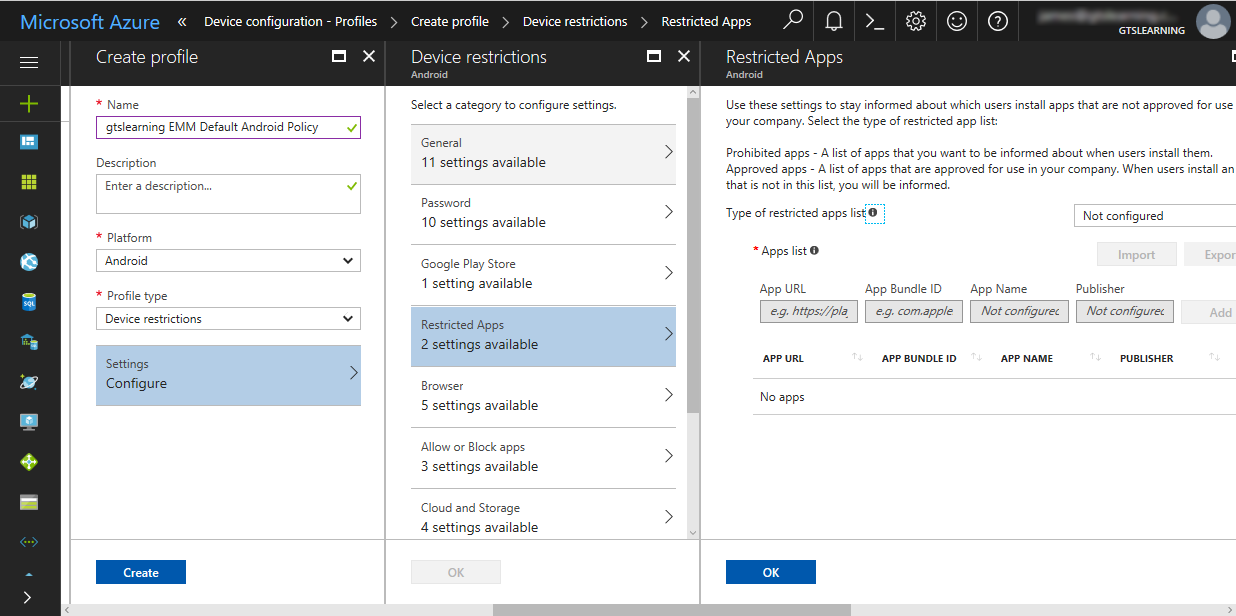 Microsoft Azure « Device configuration - Profiles > Create profile > Device restrictions > Restricted Apps
GTSLEARNING
Create profile
* Name
gtslearning EMM Default Android Policy
Description
Enter a description...
* Platform
Android
* Profile type
Device restrictions
Settings
Configure
Create
Device restrictions
Android
Select a category to configure settings.
General
11 settings available
Password
10 settings available
Google Play Store
1 setting available
Restricted Apps
2 settings available
Browser
5 settings available
Allow or Block apps
3 settings available
Cloud and Storage
4 settings available
OK
Restricted Apps
Android
Use these settings to stay informed about which users install apps that are not approved for use
your company. Select the type of restricted app list:
Prohibited apps - A list of apps that you want to be informed about when users install them.
Approved apps - A list of apps that are approved for use in your company. When users install an
that is not in this list, you will be informed.
Type of restricted apps list
Not configured
* Apps list
Import Expor
App URL App Bundle ID App Name Publisher
e.g. https://pla e.g. com.apple Not configured Not configured Add
APP URL APP BUNDLE ID APP NAME PUBLISHER
No apps
OK
SQL